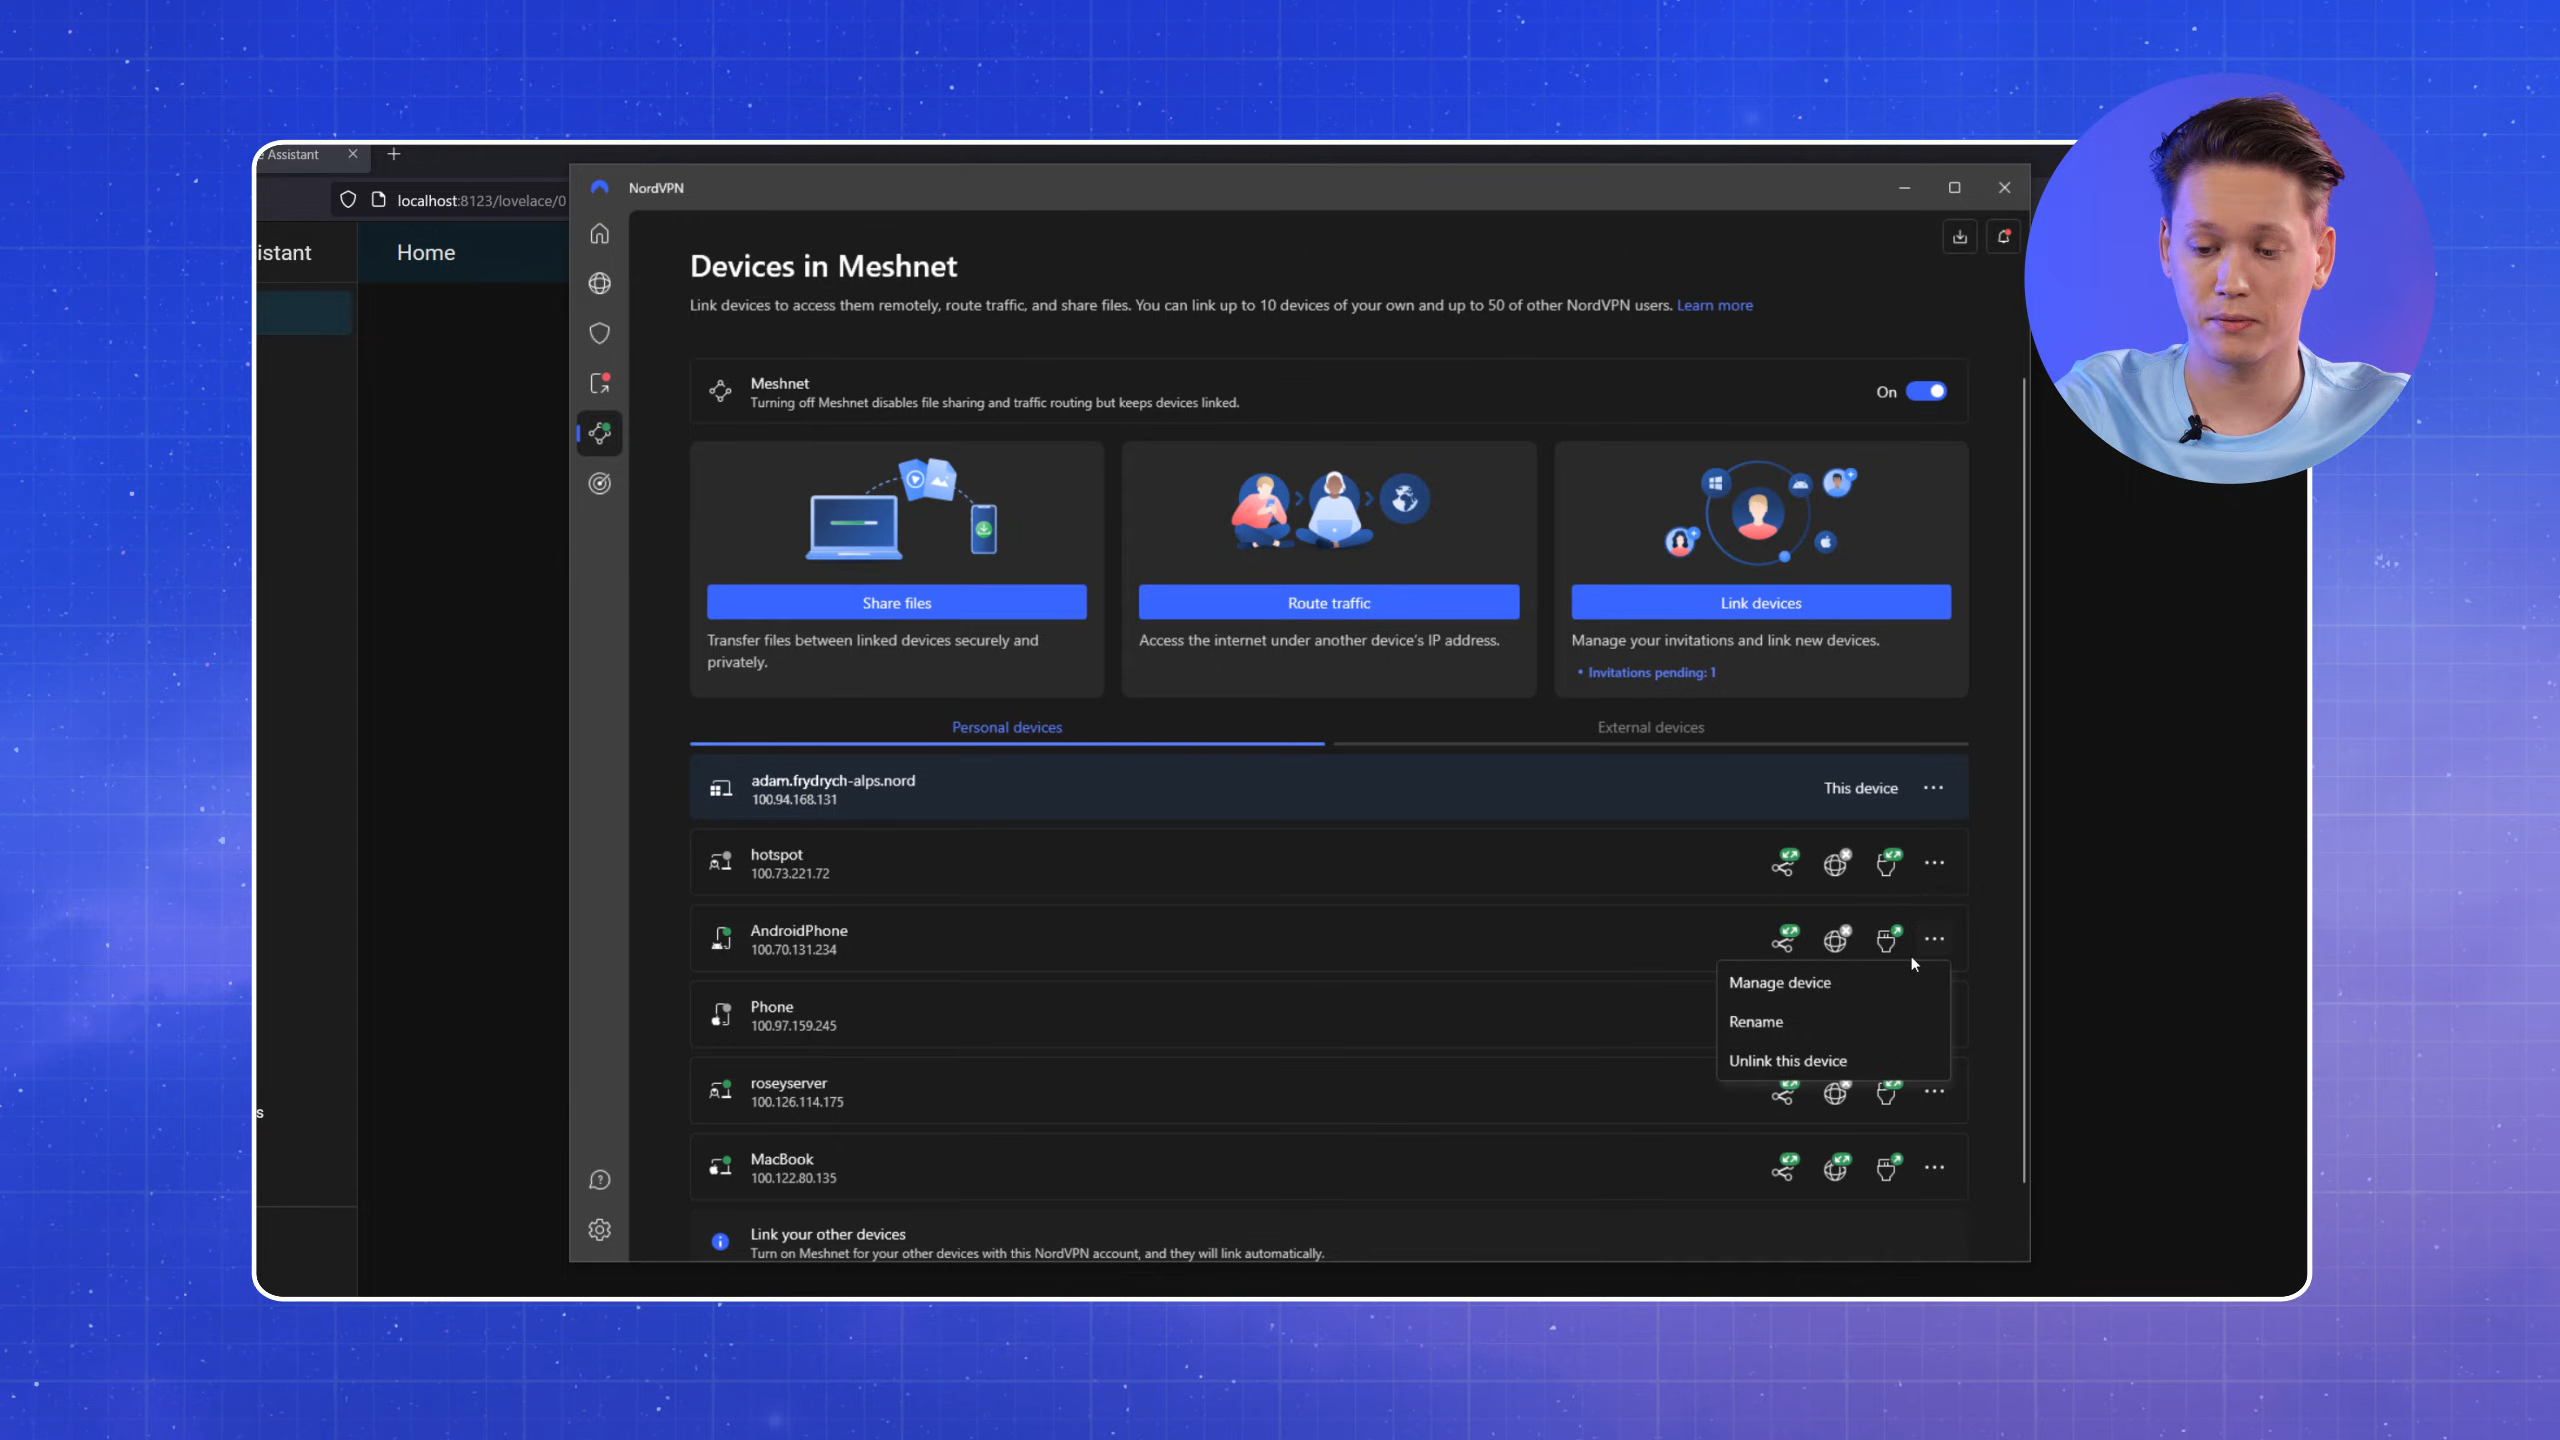 e Assistant
localhost:8123/lovelace/0
istant
Home
s
NordVPN
Devices in Meshnet
Link devices to access them remotely, route traffic, and share files. You can link up to 10 devices of your own and up to 50 of other NordVPN users. Learn more
Meshnet
Turning off Meshnet disables file sharing and traffic routing but keeps devices linked.
On
Share files
Transfer files between linked devices securely and
privately.
Route traffic
Access the internet under another device's IP address.
Link devices
Manage your invitations and link new devices.
• Invitations pending: 1
Personal devices
External devices
adam.frydrych-alps.nord
100.94.168.131
This device
hotspot
100.73.221.72
AndroidPhone
100.70.131.234
Manage device
Rename
Unlink this device
Phone
100.97.159.245
roseyserver
100.126.114.175
MacBook
100.122.80.135
Link your other devices
Turn on Meshnet for your other devices with this NordVPN account, and they will link automatically.